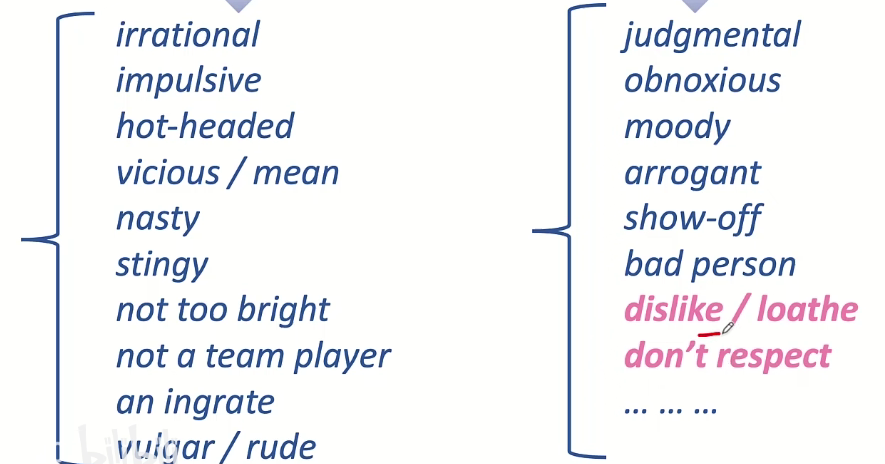 irrational
impulsive
hot-headed
vicious / mean
nasty
stingy
not too bright
not a team player
an ingrate
vulgar / rude
judgmental
obnoxious
moody
arrogant
show-off
bad person
dislike / loathe
don't respect
... ... ...